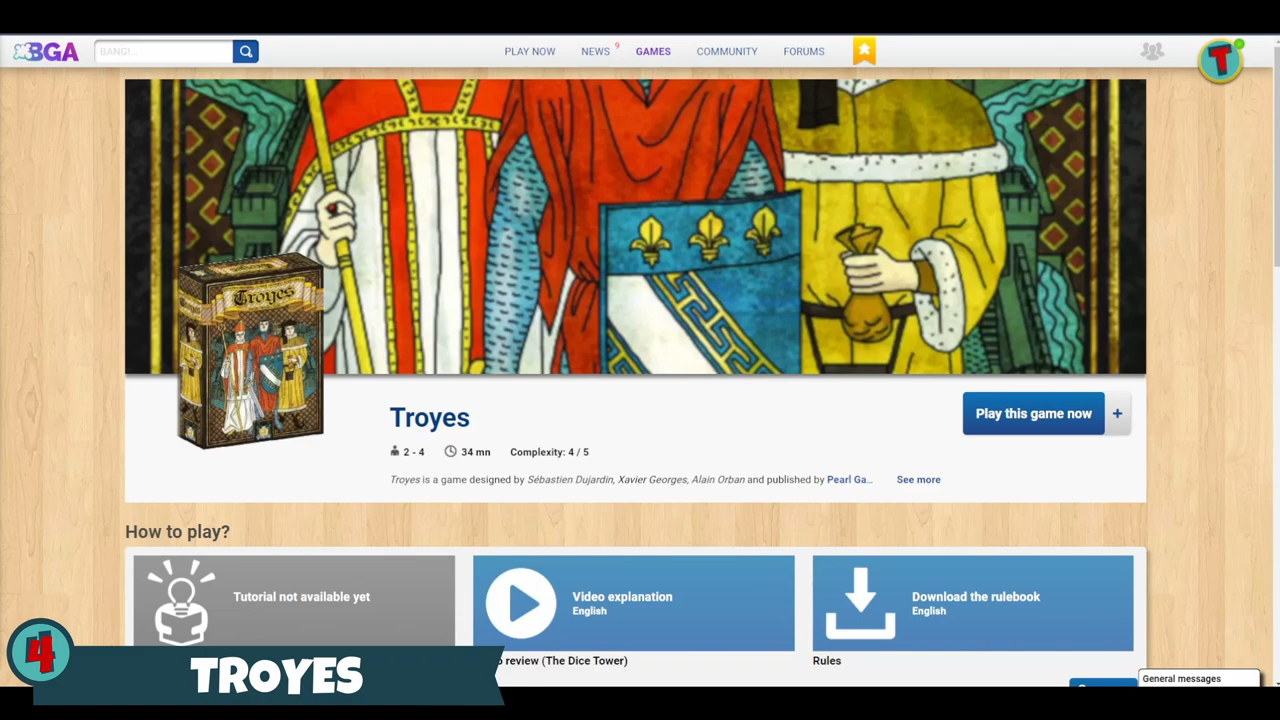 BGA
BANG!...
PLAY NOW
NEWS 9
GAMES
COMMUNITY
FORUMS
T
Troyes
Troyes
2 - 4
34 mn
Complexity: 4 / 5
Play this game now +
Troyes is a game designed by Sébastien Dujardin, Xavier Georges, Alain Orban and published by Pearl Ga...
See more
How to play?
Tutorial not available yet
Video explanation
English
Download the rulebook
English
review (The Dice Tower)
Rules
General messages
4
TROYES